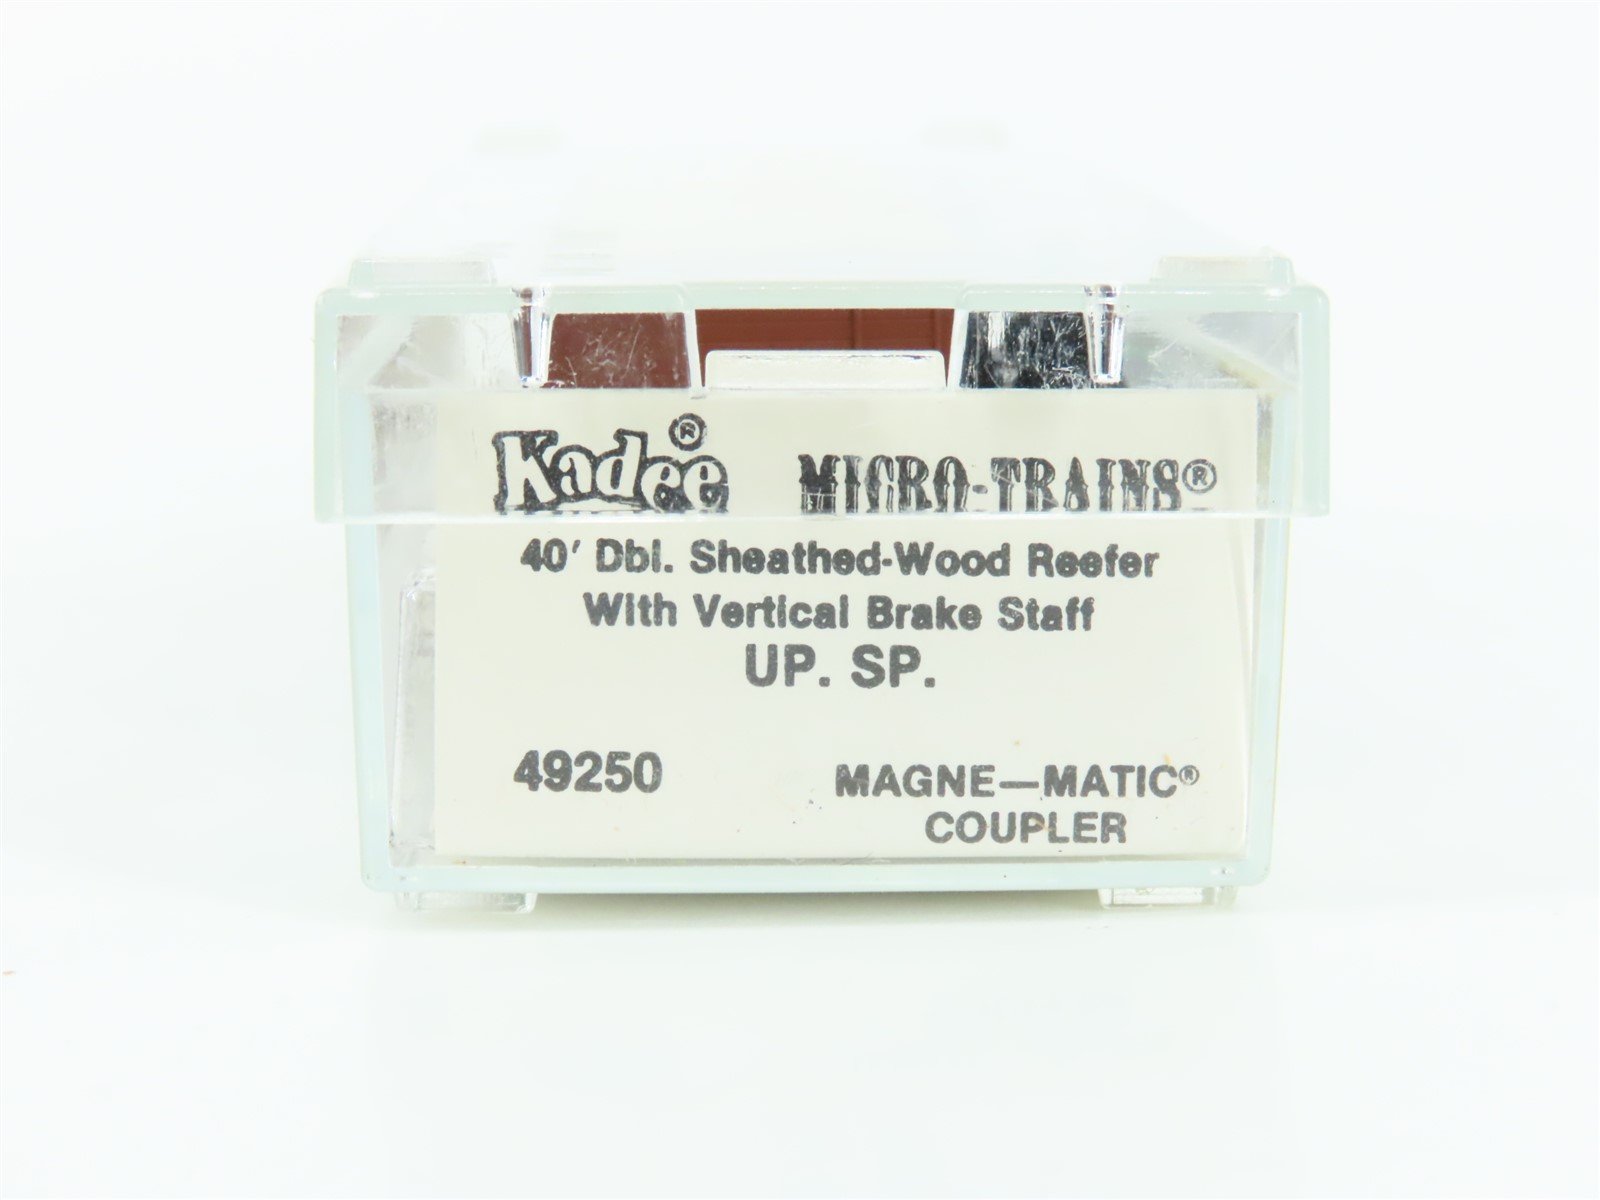 Kadee® MICRO-TRAINS®
40' Dbl. Sheathed-Wood Reefer
With Vertical Brake Staff
UP. SP.
49250 MAGNE—MATIC®
COUPLER